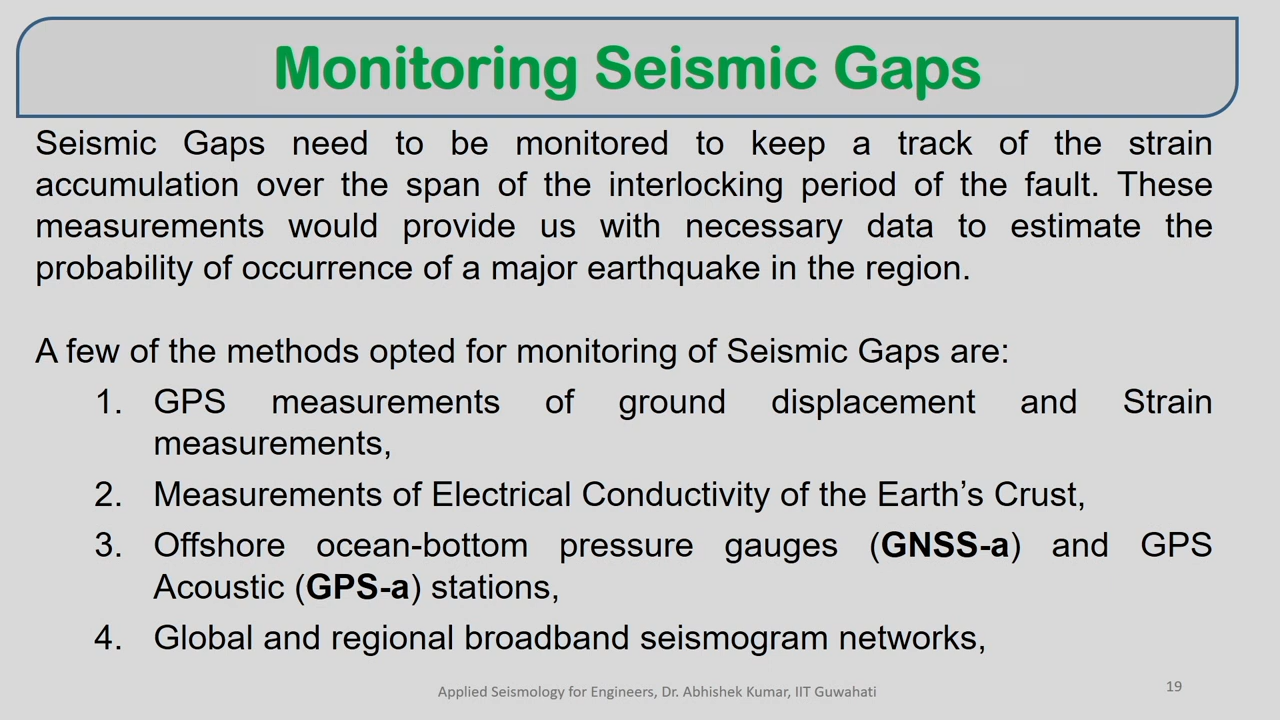 Monitoring Seismic Gaps
Seismic Gaps need to be monitored to keep a track of the strain
accumulation over the span of the interlocking period of the fault. These
measurements would provide us with necessary data to estimate the
probability of occurrence of a major earthquake in the region.
A few of the methods opted for monitoring of Seismic Gaps are:
1. GPS measurements of ground displacement and Strain
measurements,
2. Measurements of Electrical Conductivity of the Earth’s Crust,
3. Offshore ocean-bottom pressure gauges (GNSS-a) and GPS
Acoustic (GPS-a) stations,
4. Global and regional broadband seismogram networks,
Applied Seismology for Engineers, Dr. Abhishek Kumar, IIT Guwahati
19